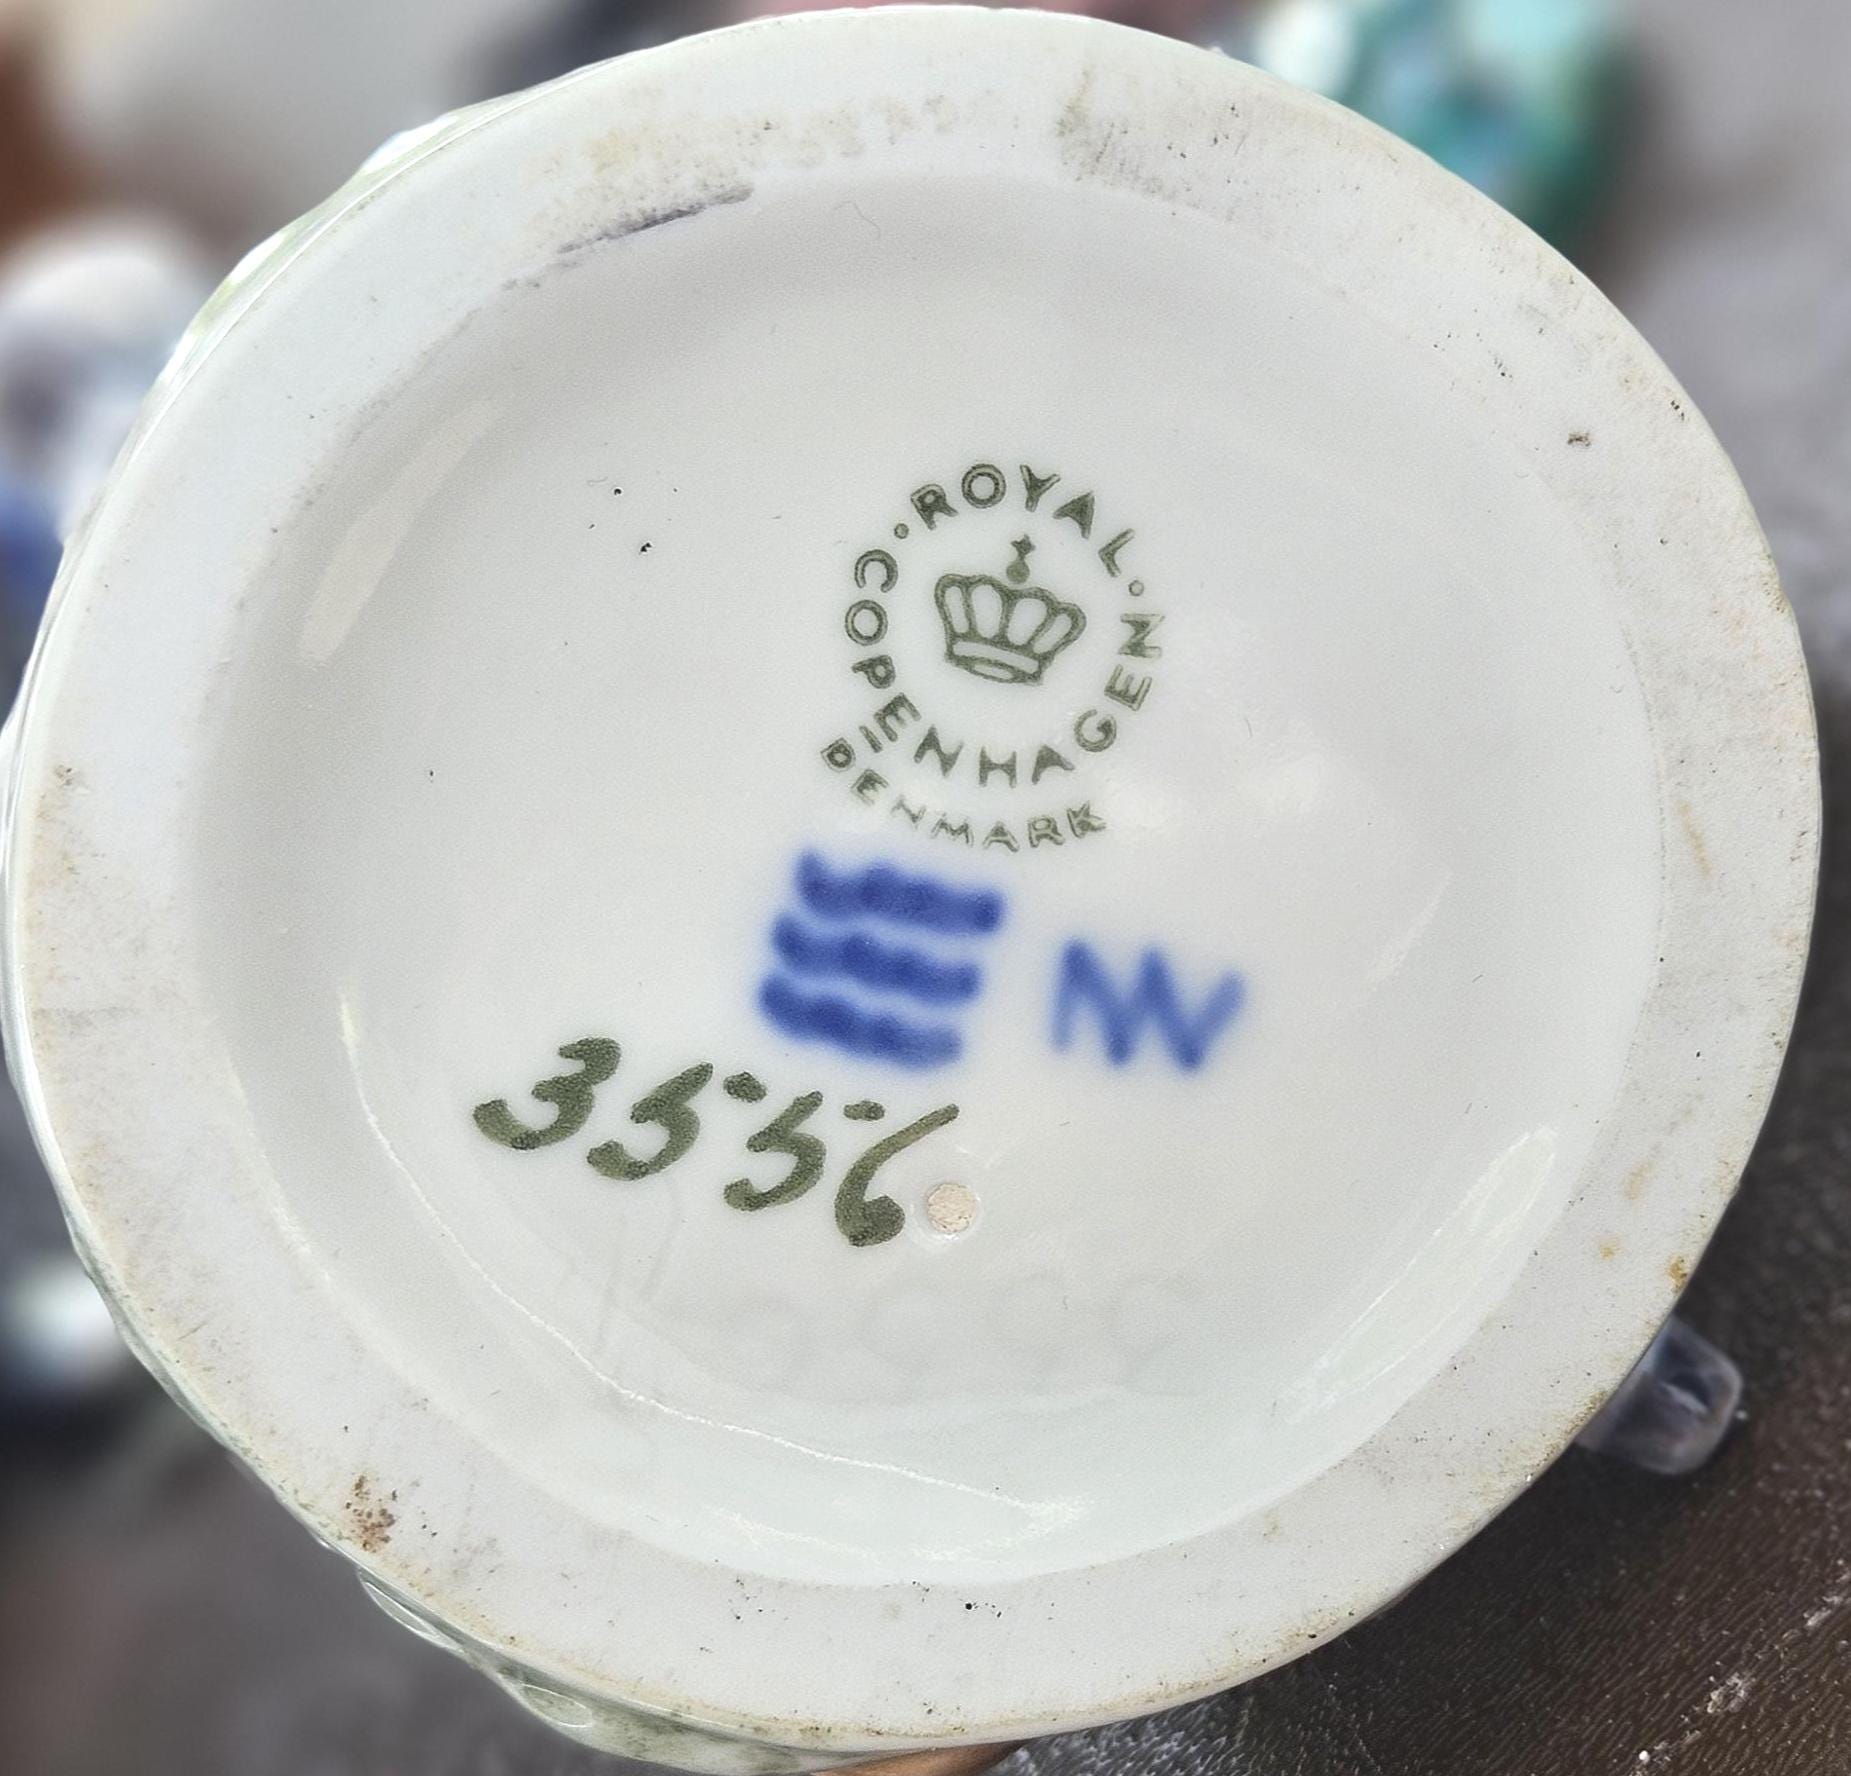 ROYAL
COPENHAGEN
DENMARK
3556